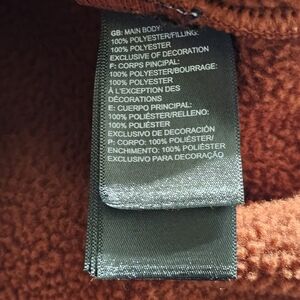 GB: MAIN BODY:
100% POLYESTER/FILLING:
100% POLYESTER
EXCLUSIVE OF DECORATION
F: CORPS PINCIPAL:
100% POLYESTER/BOURRAGE:
100% POLYESTER
À L'EXCEPTION DES
DÉCORATIONS
E: CUERPO PRINCIPAL:
100% POLIÉSTER/RELLENO:
100% POLIÉSTER
EXCLUSIVO DE DECORACIÓN
P: CORPO: 100% POLIÉSTER/
ENCHIMENTO: 100% POLIÉSTER
EXCLUSIVO PARA DECORAÇÃO